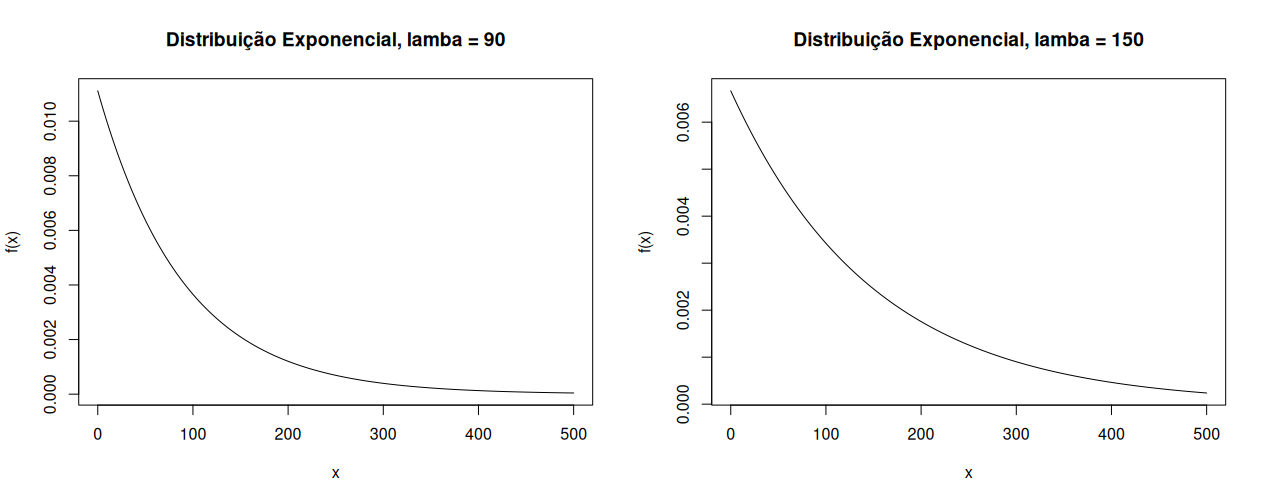 Distribuição Exponencial, lamba = 90
f(x)
0.000 0.002 0.004 0.006 0.008 0.010
0 100 200 300 400 500
x
Distribuição Exponencial, lamba = 150
f(x)
0.000 0.002 0.004 0.006
0 100 200 300 400 500
x